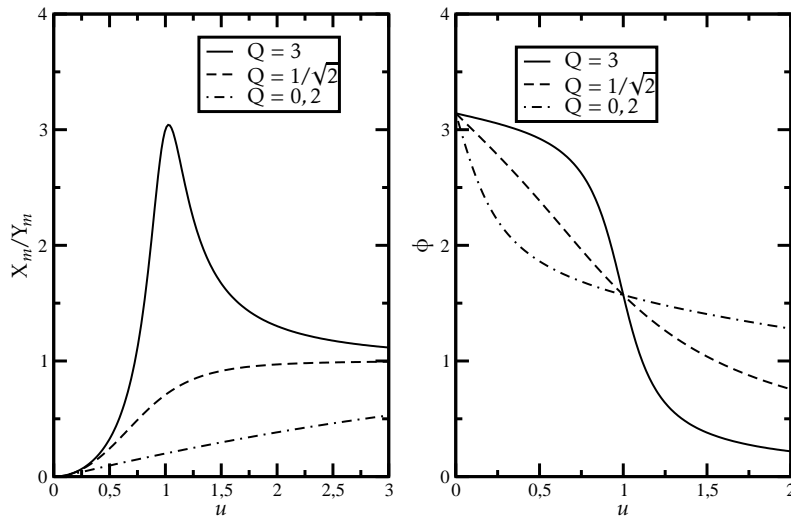 4
3
2
1
0
X_m/Y_m
Q = 3
Q = 1/√2
Q = 0,2
0 0,5 1 1,5 2 2,5 3
u
4
3
2
1
0
ϕ
Q = 3
Q = 1/√2
Q = 0,2
0 0,5 1 1,5 2
u